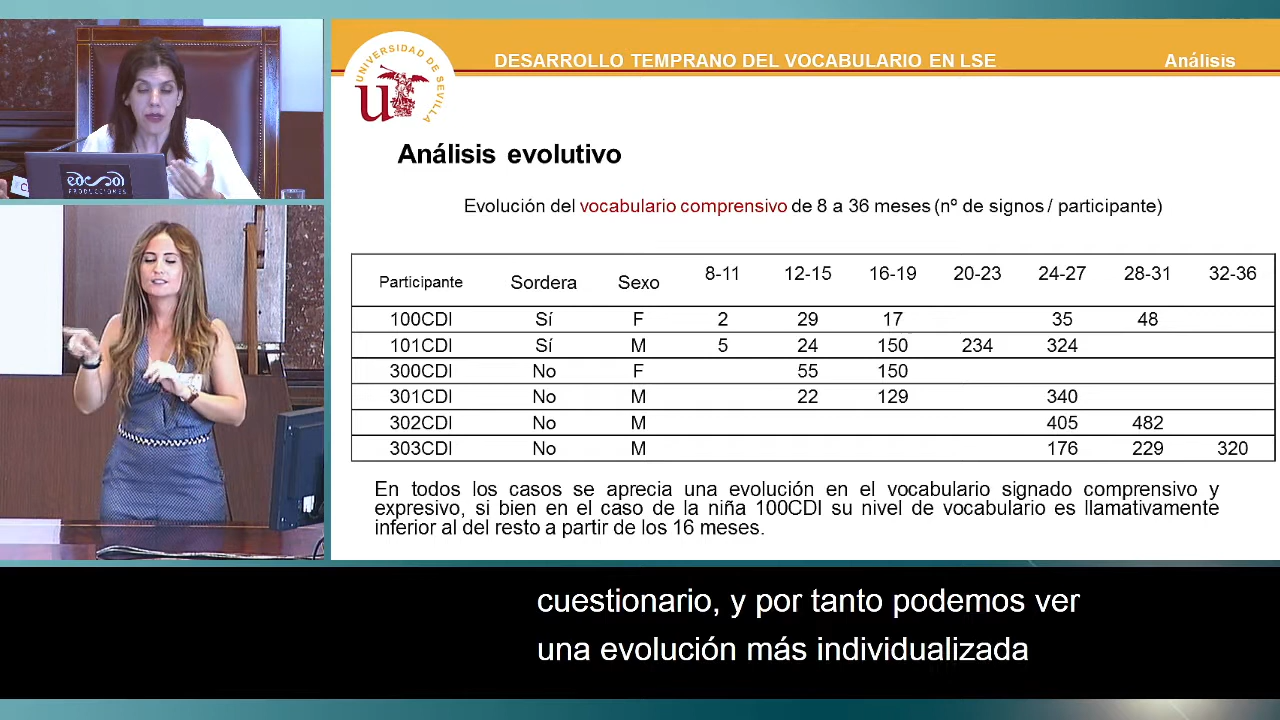 DESARROLLO TEMPRANO DEL VOCABULARIO EN LSE
Análisis
UNIVERSIDAD DE SEVILLA
Análisis evolutivo
Evolución del vocabulario comprensivo de 8 a 36 meses (nº de signos / participante)
Participante Sordera Sexo 8-11 12-15 16-19 20-23 24-27 28-31 32-36
100CDI Sí F 2 29 17 35 48
101CDI Sí M 5 24 150 234 324
300CDI No F 55 150
301CDI No M 22 129 340
302CDI No M 405 482
303CDI No M 176 229 320
En todos los casos se aprecia una evolución en el vocabulario signado comprensivo y
expresivo, si bien en el caso de la niña 100CDI su nivel de vocabulario es llamativamente
inferior al del resto a partir de los 16 meses.
PRODUCCIONES
cuestionario, y por tanto podemos ver
una evolución más individualizada